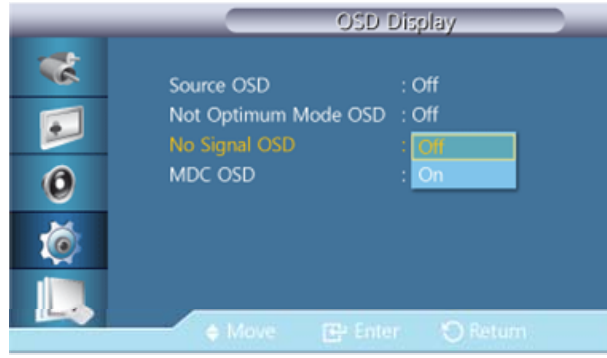 OSD Display
Source OSD : Off
Not Optimum Mode OSD : Off
No Signal OSD : Off
MDC OSD : On
Move Enter Return